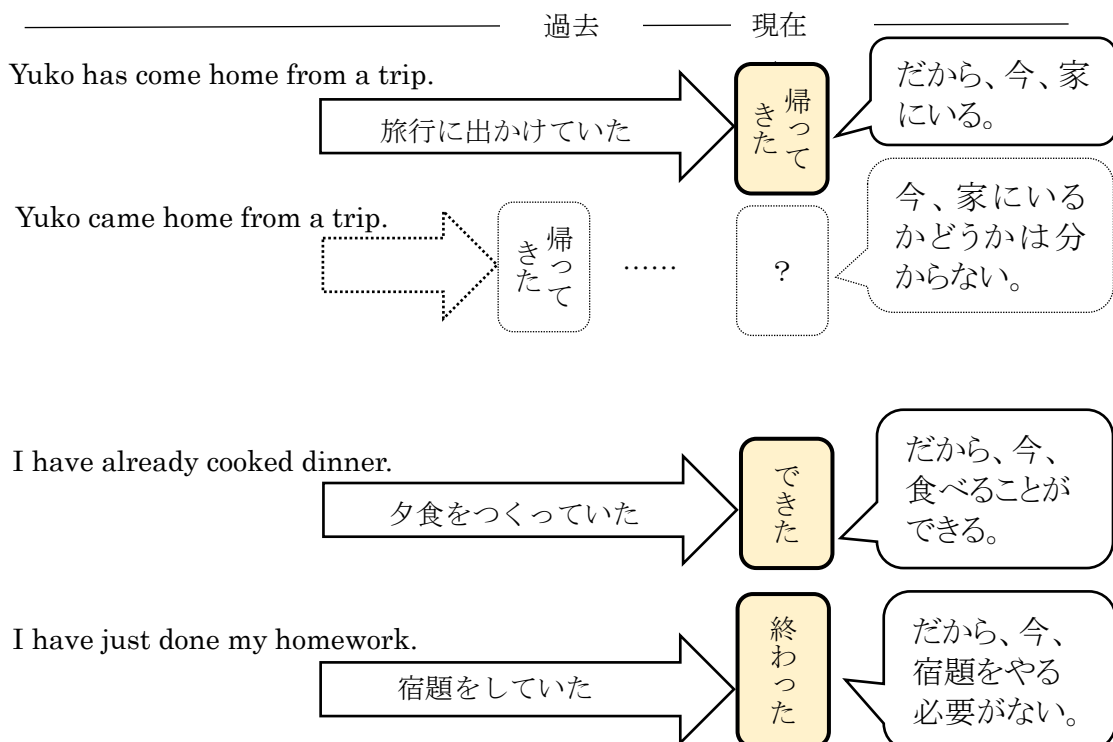 過去
現在
Yuko has come home from a trip.
旅行に出かけていた
帰って
きた
だから、今、家
にいる。
Yuko came home from a trip.
帰って
きた
……
?
今、家にいる
かどうかは分
からない。
I have already cooked dinner.
夕食をつくっていた
できた
だから、今、
食べることが
できる。
I have just done my homework.
宿題をしていた
終わった
だから、今、
宿題をやる
必要がない。